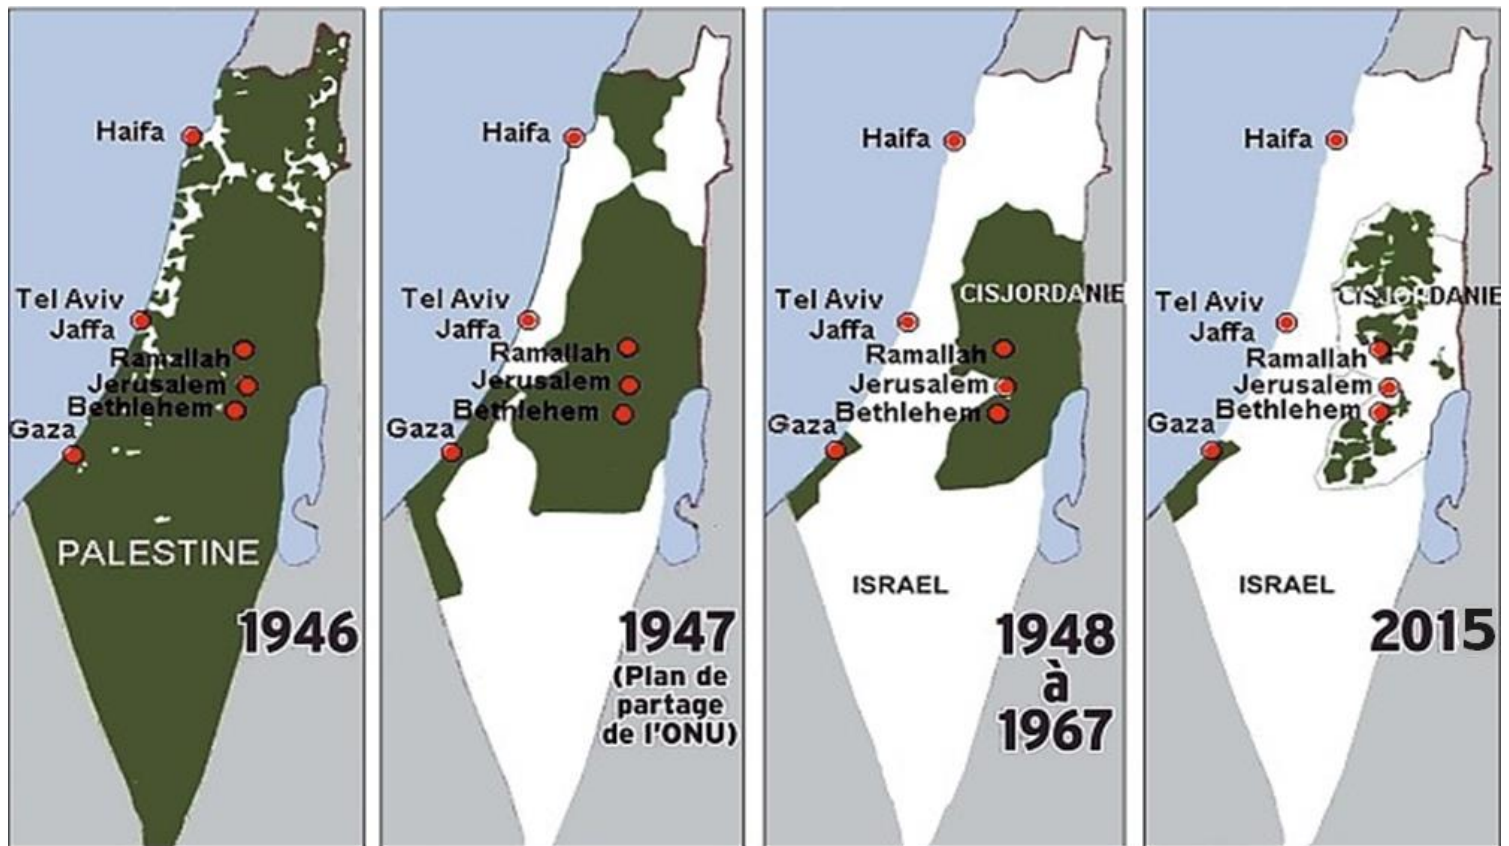 Haifa
Tel Aviv
Jaffa
Ramallah
Jerusalem
Bethlehem
Gaza
PALESTINE
1946
Haifa
Tel Aviv
Jaffa
Ramallah
Jerusalem
Bethlehem
Gaza
1947
(Plan de
partage
de l'ONU)
Haifa
CISJORDANIE
Tel Aviv
Jaffa
Ramallah
Jerusalem
Bethlehem
Gaza
ISRAEL
1948
à
1967
Haifa
CISJORDANIE
Tel Aviv
Jaffa
Ramallah
Jerusalem
Bethlehem
Gaza
ISRAEL
2015